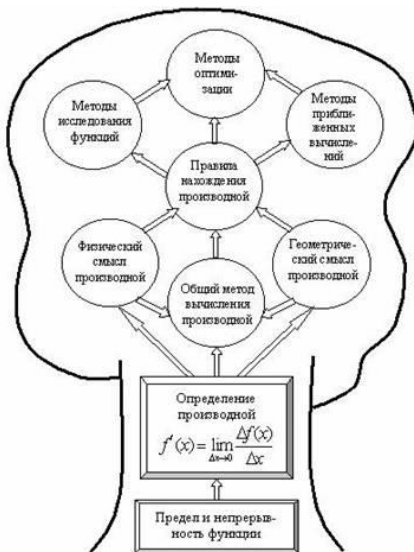 Методы
оптими-
зации
Методы
исследования
функций
Методы
прибли-
женных
вычисле-
ний
Правила
нахождения
производной
Физический
смысл
производной
Геометриче-
ский смысл
производной
Общий метод
вычисления
производной
Определение
производной
f'(x) = lim Δx→0 Δf(x)/Δx
Предел и непрерыв-
ность функции